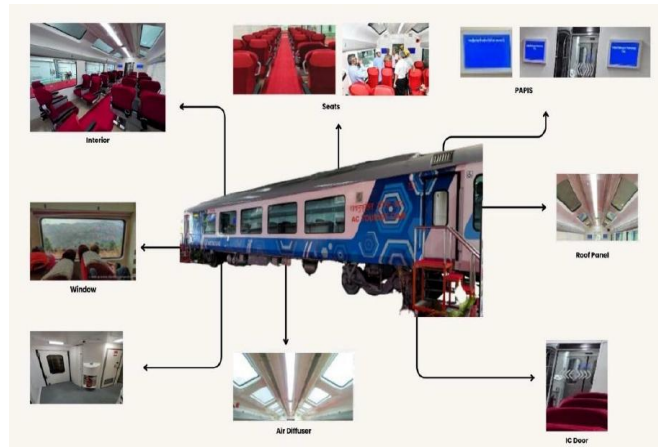 Interior
Seats
PAPIS
Window
Roof Panel
Air Diffuser
IC Door